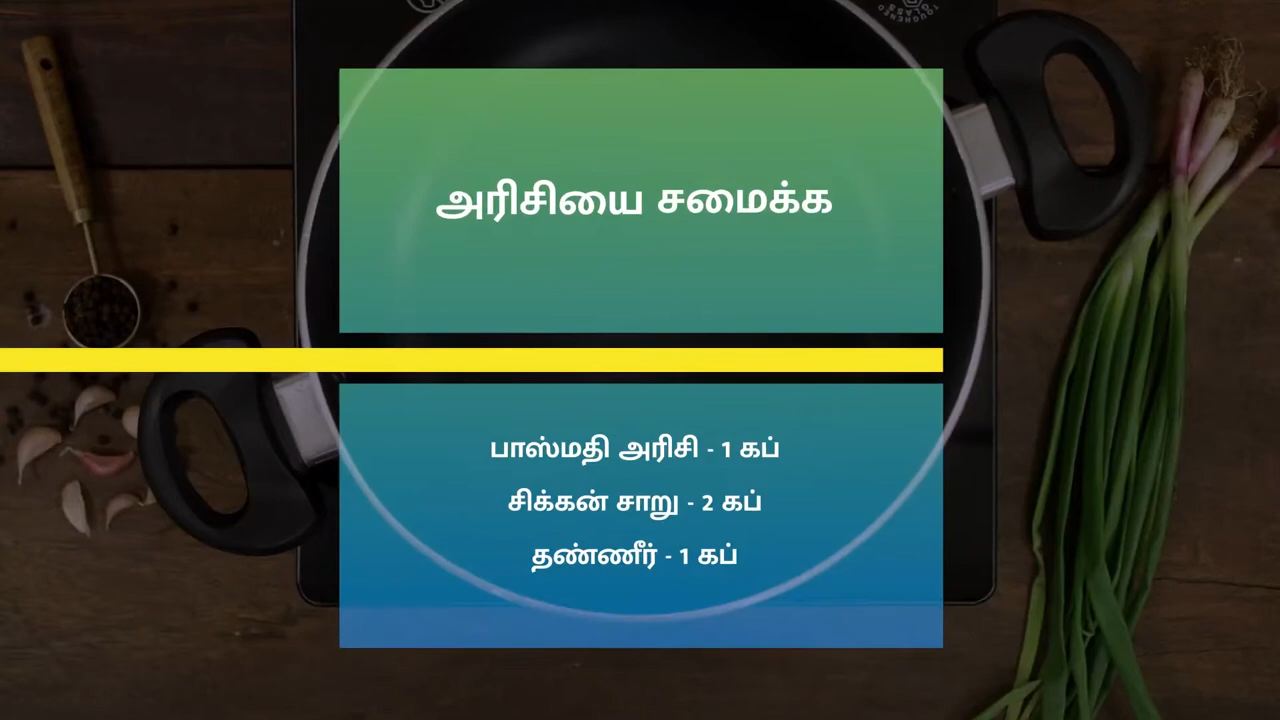 அரிசியை சமைக்க
பாஸ்மதி அரிசி - 1 கப்
சிக்கன் சாறு - 2 கப்
தண்ணீர் - 1 கப்